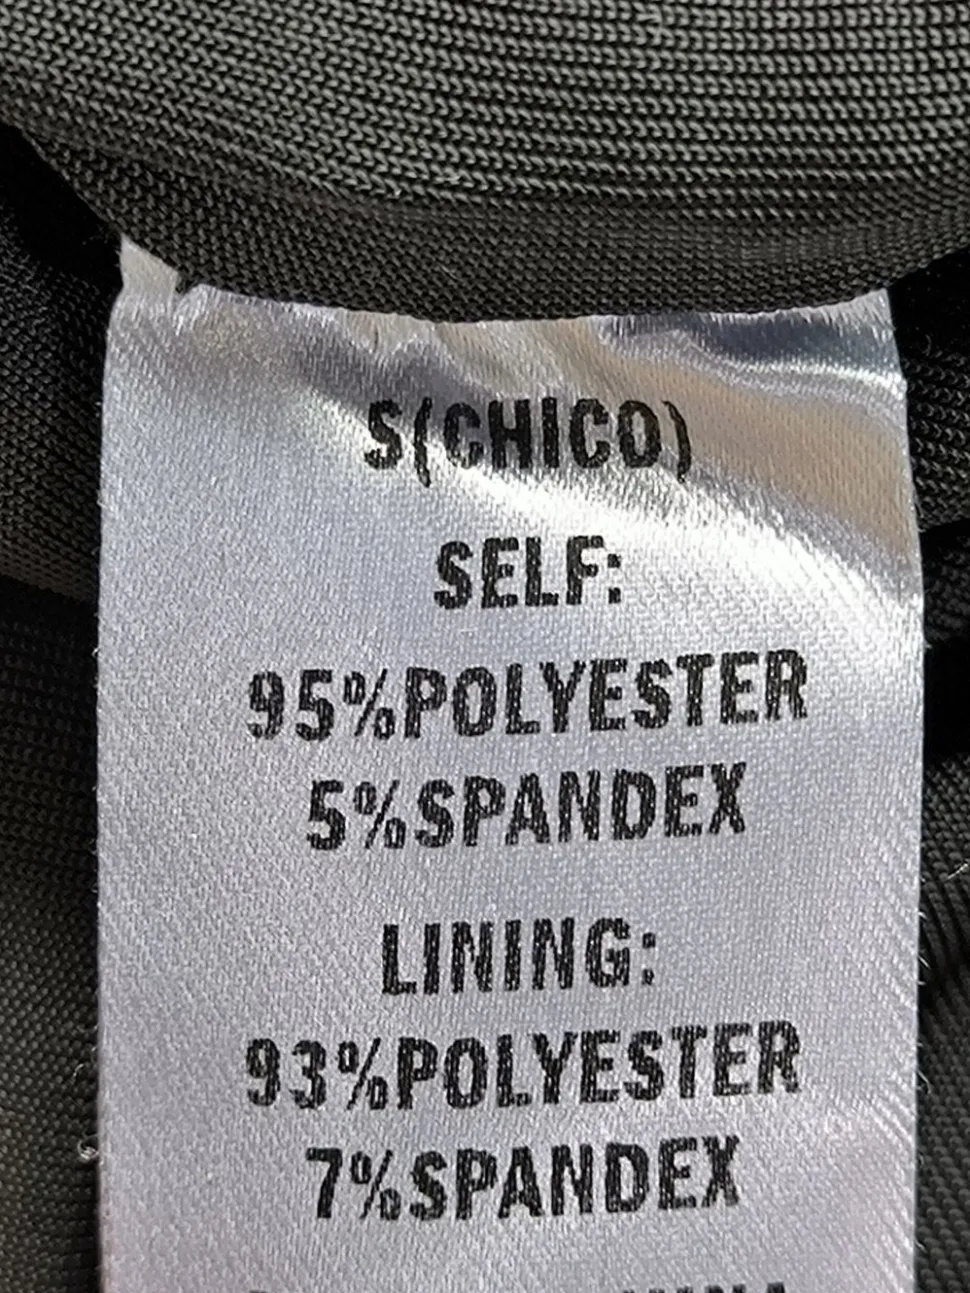 S(CHICO)
SELF:
95%POLYESTER
5%SPANDEX
LINING:
93%POLYESTER
7%SPANDEX